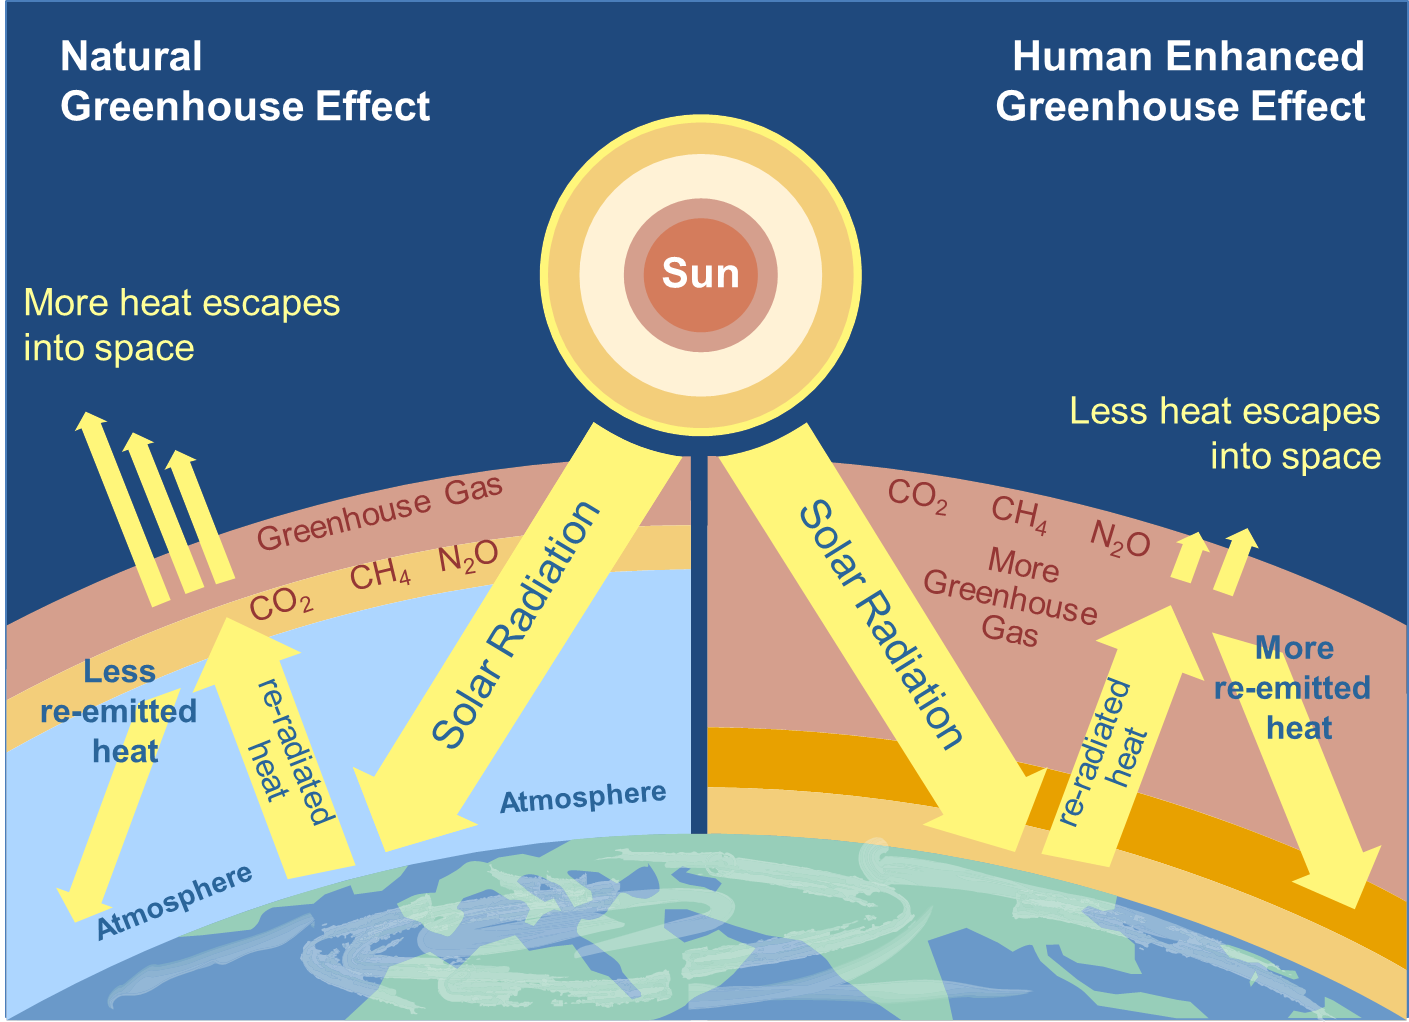 Natural
Greenhouse Effect
Human Enhanced
Greenhouse Effect
Sun
More heat escapes
into space
Less heat escapes
into space
Greenhouse Gas
CO₂ CH₄ N₂O
Solar Radiation
Less
re-emitted
heat
re-radiated
heat
Atmosphere
Atmosphere
Solar Radiation
CO₂ CH₄ N₂O
More
Greenhouse
Gas
re-radiated
heat
More
re-emitted
heat